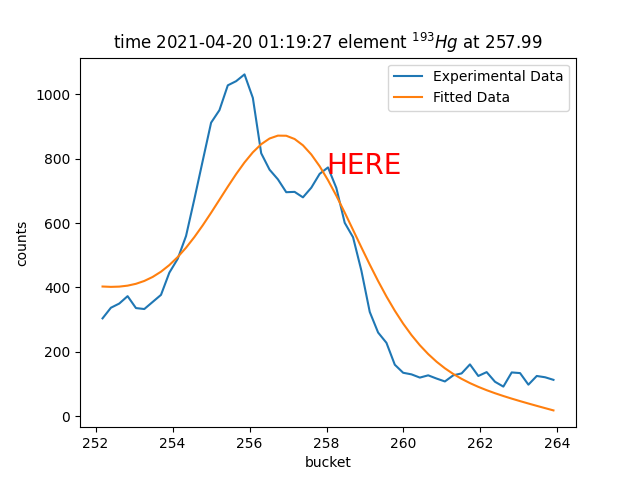 time 2021-04-20 01:19:27 element ¹⁹³Hg at 257.99
Experimental Data
Fitted Data
HERE
counts
1000
800
600
400
200
0
252 254 256 258 260 262 264
bucket